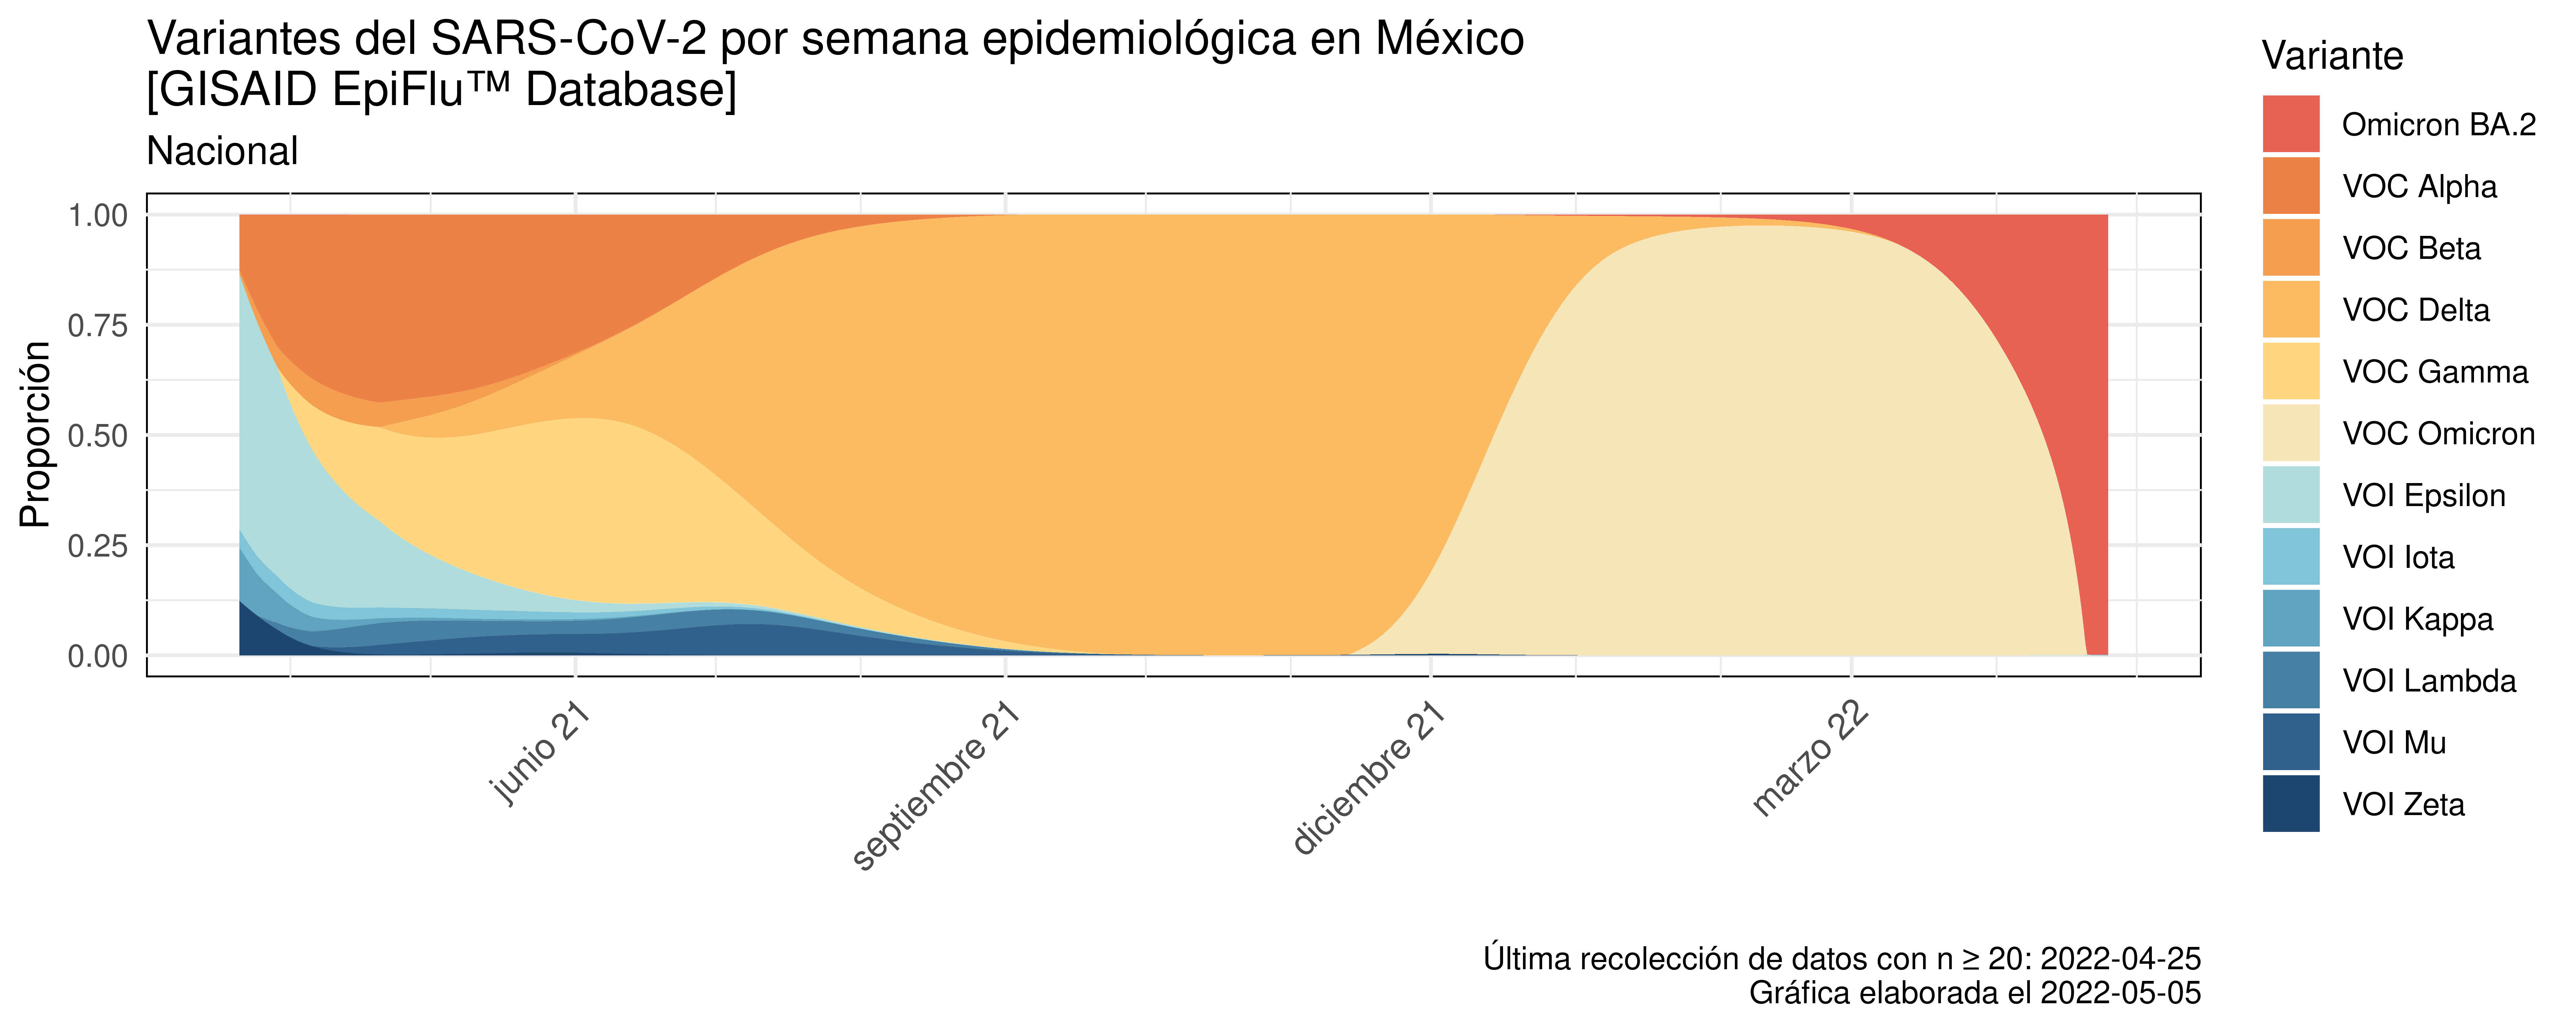 Variantes del SARS-CoV-2 por semana epidemiológica en México
[GISAID EpiFlu™ Database]
Nacional
Proporción
1.00
0.75
0.50
0.25
0.00
junio 21
septiembre 21
diciembre 21
marzo 22
Variante
Omicron BA.2
VOC Alpha
VOC Beta
VOC Delta
VOC Gamma
VOC Omicron
VOI Epsilon
VOI Iota
VOI Kappa
VOI Lambda
VOI Mu
VOI Zeta
Última recolección de datos con n ≥ 20: 2022-04-25
Gráfica elaborada el 2022-05-05